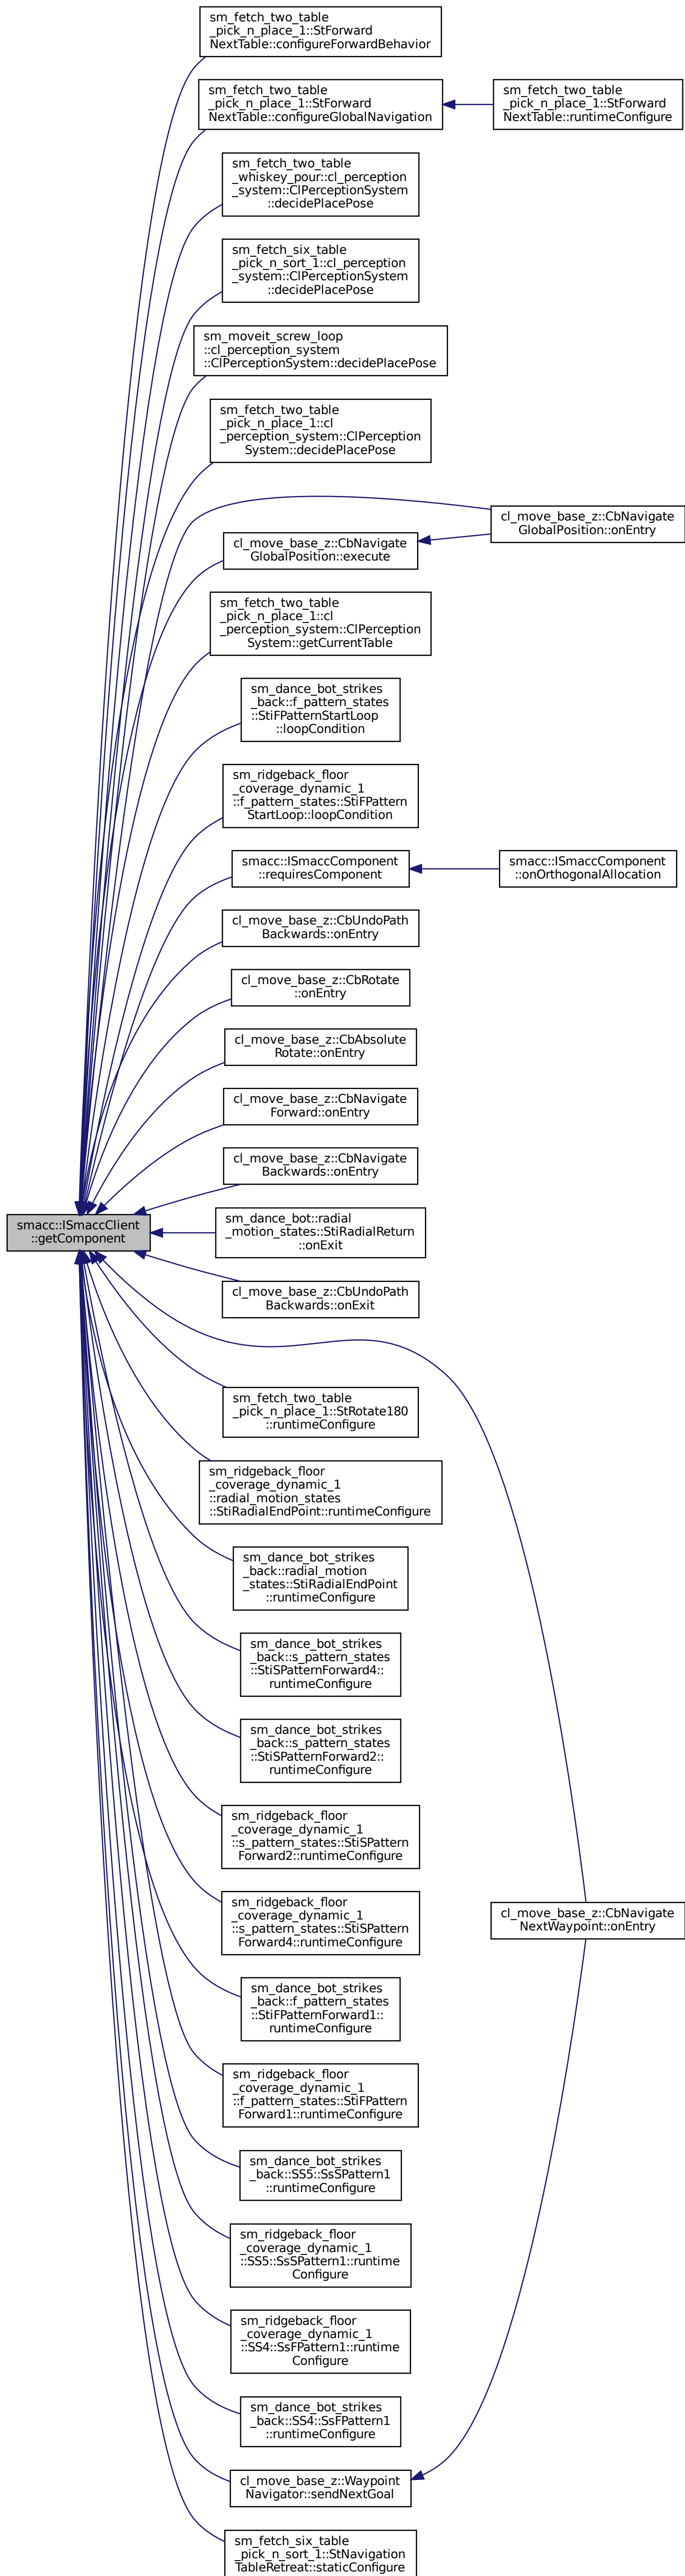 sm_fetch_two_table
_pick_n_place_1::StForward
NextTable::configureForwardBehavior
sm_fetch_two_table
_pick_n_place_1::StForward
NextTable::configureGlobalNavigation
sm_fetch_two_table
_pick_n_place_1::StForward
NextTable::runtimeConfigure
sm_fetch_two_table
_whiskey_pour::cl_perception
_system::ClPerceptionSystem
::decidePlacePose
sm_fetch_six_table
_pick_n_sort_1::cl_perception
_system::ClPerceptionSystem
::decidePlacePose
sm_moveit_screw_loop
::cl_perception_system
::ClPerceptionSystem::decidePlacePose
sm_fetch_two_table
_pick_n_place_1::cl
_perception_system::ClPerception
System::decidePlacePose
cl_move_base_z::CbNavigate
GlobalPosition::onEntry
cl_move_base_z::CbNavigate
GlobalPosition::execute
sm_fetch_two_table
_pick_n_place_1::cl
_perception_system::ClPerception
System::getCurrentTable
sm_dance_bot_strikes
_back::f_pattern_states
::StiFPatternStartLoop
::loopCondition
sm_ridgeback_floor
_coverage_dynamic_1
::f_pattern_states::StiFPattern
StartLoop::loopCondition
smacc::ISmaccComponent
::requiresComponent
smacc::ISmaccComponent
::onOrthogonalAllocation
cl_move_base_z::CbUndoPath
Backwards::onEntry
cl_move_base_z::CbRotate
::onEntry
cl_move_base_z::CbAbsolute
Rotate::onEntry
cl_move_base_z::CbNavigate
Forward::onEntry
cl_move_base_z::CbNavigate
Backwards::onEntry
smacc::ISmaccClient
::getComponent
sm_dance_bot::radial
_motion_states::StiRadialReturn
::onExit
cl_move_base_z::CbUndoPath
Backwards::onExit
sm_fetch_two_table
_pick_n_place_1::StRotate180
::runtimeConfigure
sm_ridgeback_floor
_coverage_dynamic_1
::radial_motion_states
::StiRadialEndPoint::runtimeConfigure
sm_dance_bot_strikes
_back::radial_motion
_states::StiRadialEndPoint
::runtimeConfigure
sm_dance_bot_strikes
_back::s_pattern_states
::StiSPatternForward4::
runtimeConfigure
sm_dance_bot_strikes
_back::s_pattern_states
::StiSPatternForward2::
runtimeConfigure
sm_ridgeback_floor
_coverage_dynamic_1
::s_pattern_states::StiSPattern
Forward2::runtimeConfigure
sm_ridgeback_floor
_coverage_dynamic_1
::s_pattern_states::StiSPattern
Forward4::runtimeConfigure
cl_move_base_z::CbNavigate
NextWaypoint::onEntry
sm_dance_bot_strikes
_back::f_pattern_states
::StiFPatternForward1::
runtimeConfigure
sm_ridgeback_floor
_coverage_dynamic_1
::f_pattern_states::StiFPattern
Forward1::runtimeConfigure
sm_dance_bot_strikes
_back::SS5::SsSPattern1
::runtimeConfigure
sm_ridgeback_floor
_coverage_dynamic_1
::SS5::SsSPattern1::runtime
Configure
sm_ridgeback_floor
_coverage_dynamic_1
::SS4::SsFPattern1::runtime
Configure
sm_dance_bot_strikes
_back::SS4::SsFPattern1
::runtimeConfigure
cl_move_base_z::Waypoint
Navigator::sendNextGoal
sm_fetch_six_table
_pick_n_sort_1::StNavigation
TableRetreat::staticConfigure